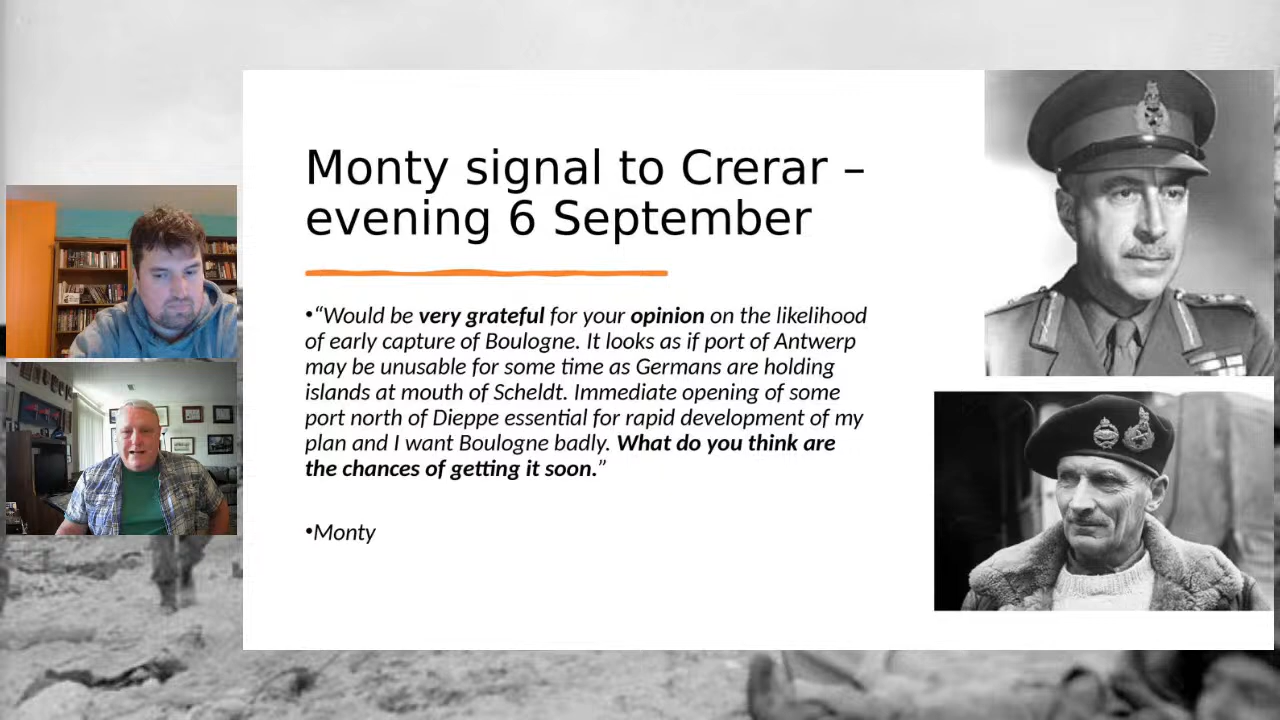 Monty signal to Crerar –
evening 6 September
•“Would be very grateful for your opinion on the likelihood
of early capture of Boulogne. It looks as if port of Antwerp
may be unusable for some time as Germans are holding
islands at mouth of Scheldt. Immediate opening of some
port north of Dieppe essential for rapid development of my
plan and I want Boulogne badly. What do you think are
the chances of getting it soon.”
•Monty